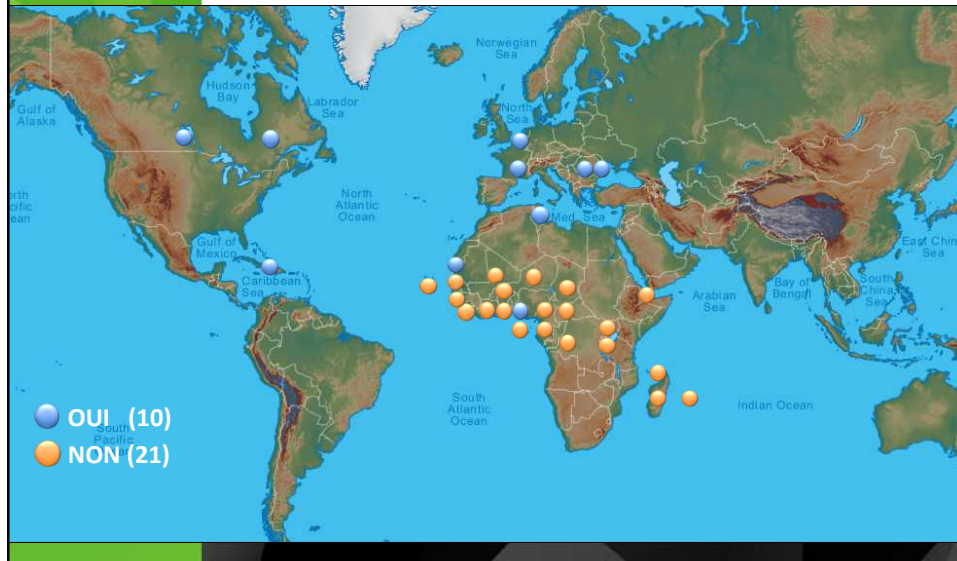 Norwegian
Sea
Hudson
Bay
Labrador
Sea
Gulf of
Alaska
North
Sea
North
Atlantic
Ocean
Med
Sea
Gulf of
Mexico
Caribbean
Sea
East Chin
Sea
Arabian
Sea
Bay of
Bengal
South
China
Sea
South
Atlantic
Ocean
Indian Ocean
South
Pacific
OUI (10)
NON (21)